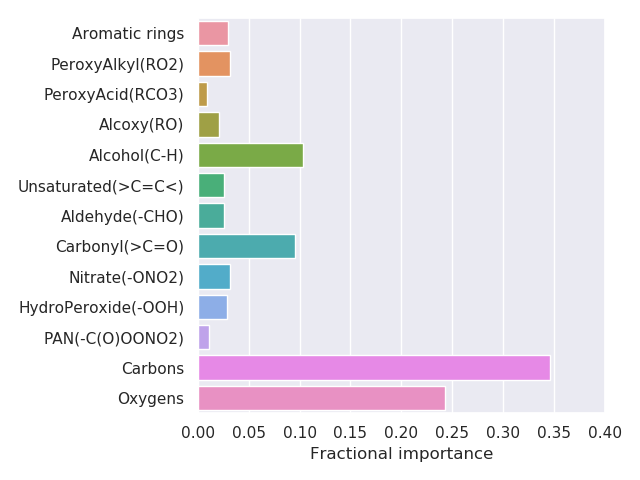 Aromatic rings
PeroxyAlkyl(RO2)
PeroxyAcid(RCO3)
Alcoxy(RO)
Alcohol(C-H)
Unsaturated(>C=C<)
Aldehyde(-CHO)
Carbonyl(>C=O)
Nitrate(-ONO2)
HydroPeroxide(-OOH)
PAN(-C(O)OONO2)
Carbons
Oxygens
0.00 0.05 0.10 0.15 0.20 0.25 0.30 0.35 0.40
Fractional importance